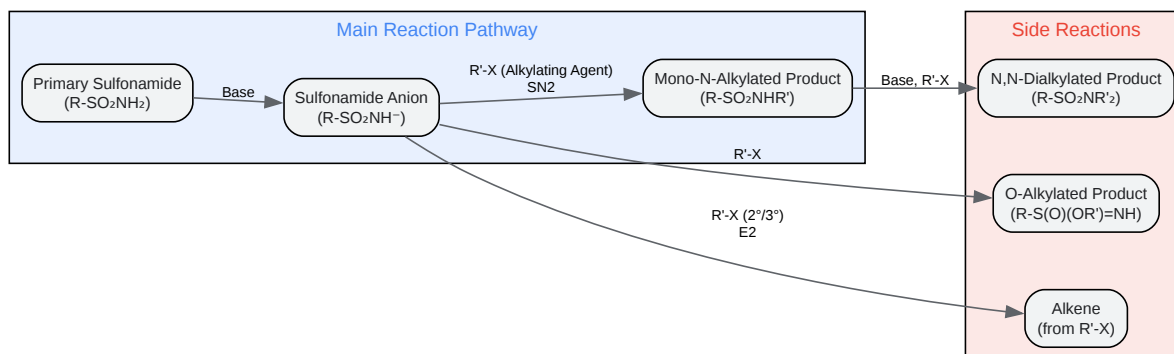 Main Reaction Pathway
Side Reactions
Primary Sulfonamide
(R-SO₂NH₂)
Base
Sulfonamide Anion
(R-SO₂NH⁻)
R'-X (Alkylating Agent)
SN2
Mono-N-Alkylated Product
(R-SO₂NHR')
Base, R'-X
N,N-Dialkylated Product
(R-SO₂NR'₂)
R'-X
O-Alkylated Product
(R-S(O)(OR')=NH)
R'-X (2°/3°)
E2
Alkene
(from R'-X)